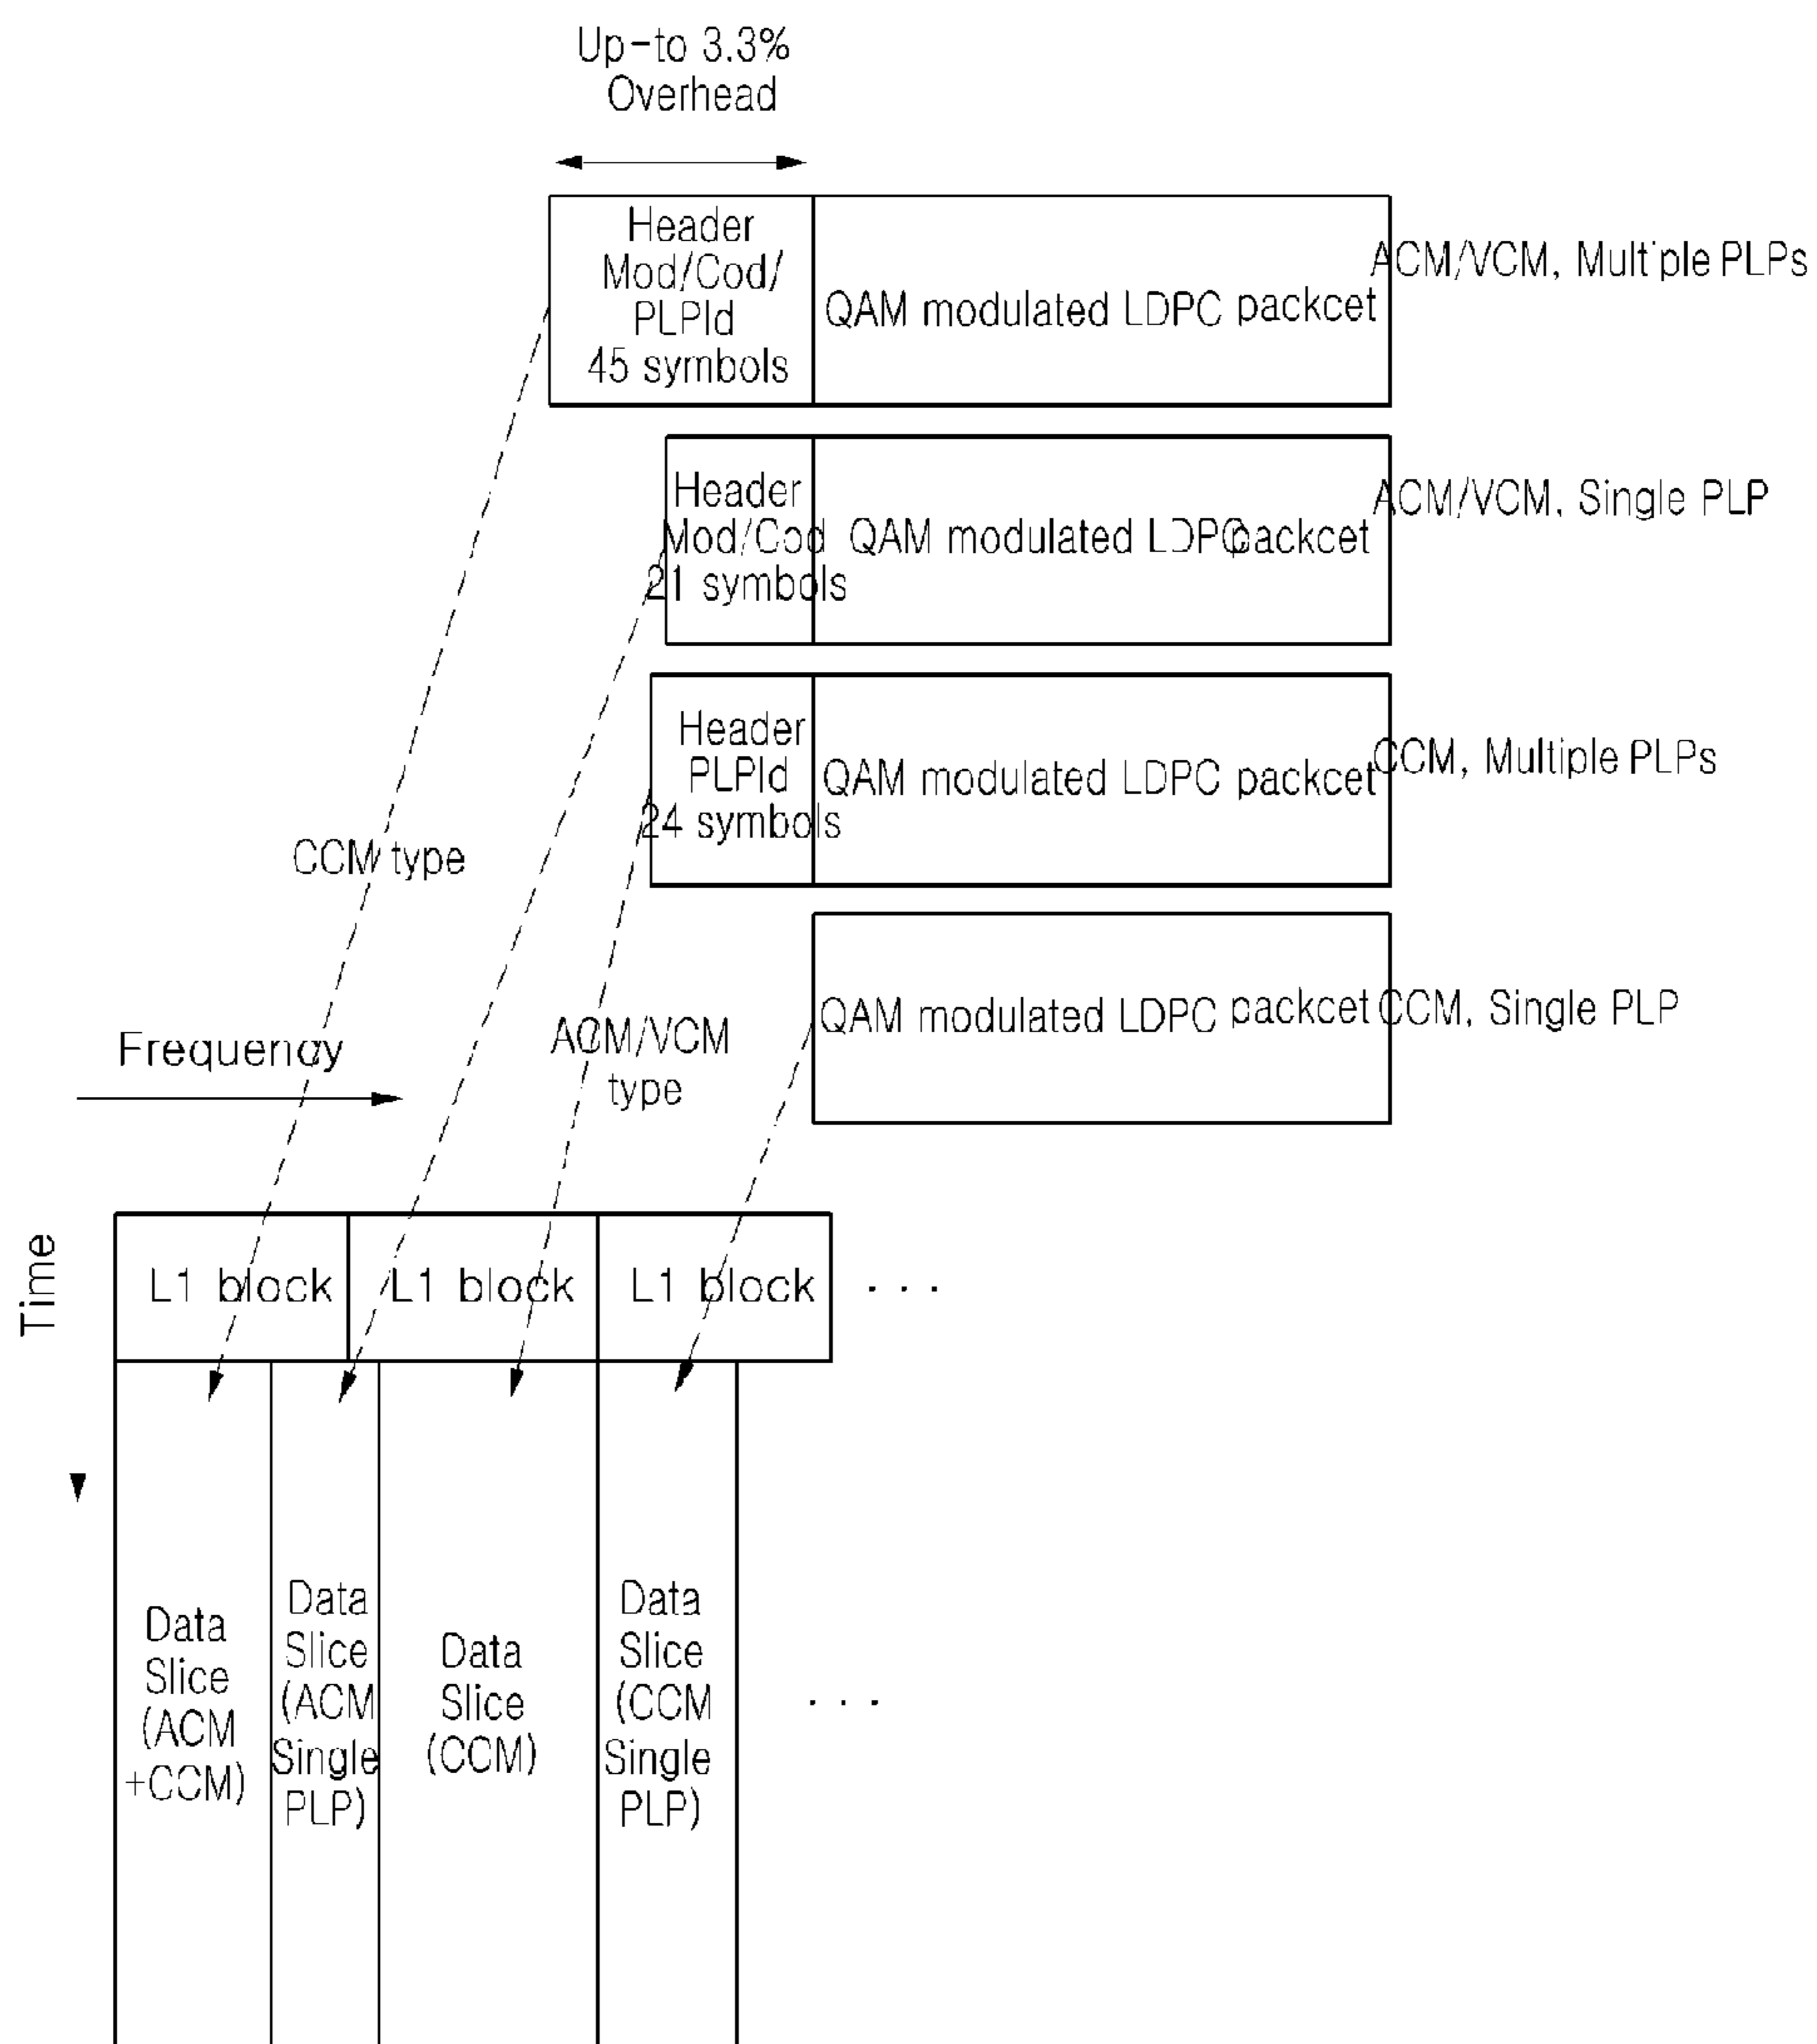 Up-to 3.3%
Overhead
Header
Mod/Cod/
PLPId
45 symbols
QAM modulated LDPC packcet
ACM/VCM, Multiple PLPs
Header
Mod/Cod
21 symbols
QAM modulated LDPC packcet
ACM/VCM, Single PLP
Header
PLPId
24 symbols
QAM modulated LDPC packcet
CCM, Multiple PLPs
CCM type
QAM modulated LDPC packcet
CCM, Single PLP
ACM/VCM
type
Frequency
Time
L1 block
L1 block
L1 block
. . .
Data
Slice
(ACM
+CCM)
Data
Slice
(ACM
Single
PLP)
Data
Slice
(CCM)
Data
Slice
(CCM
Single
PLP)
. . .